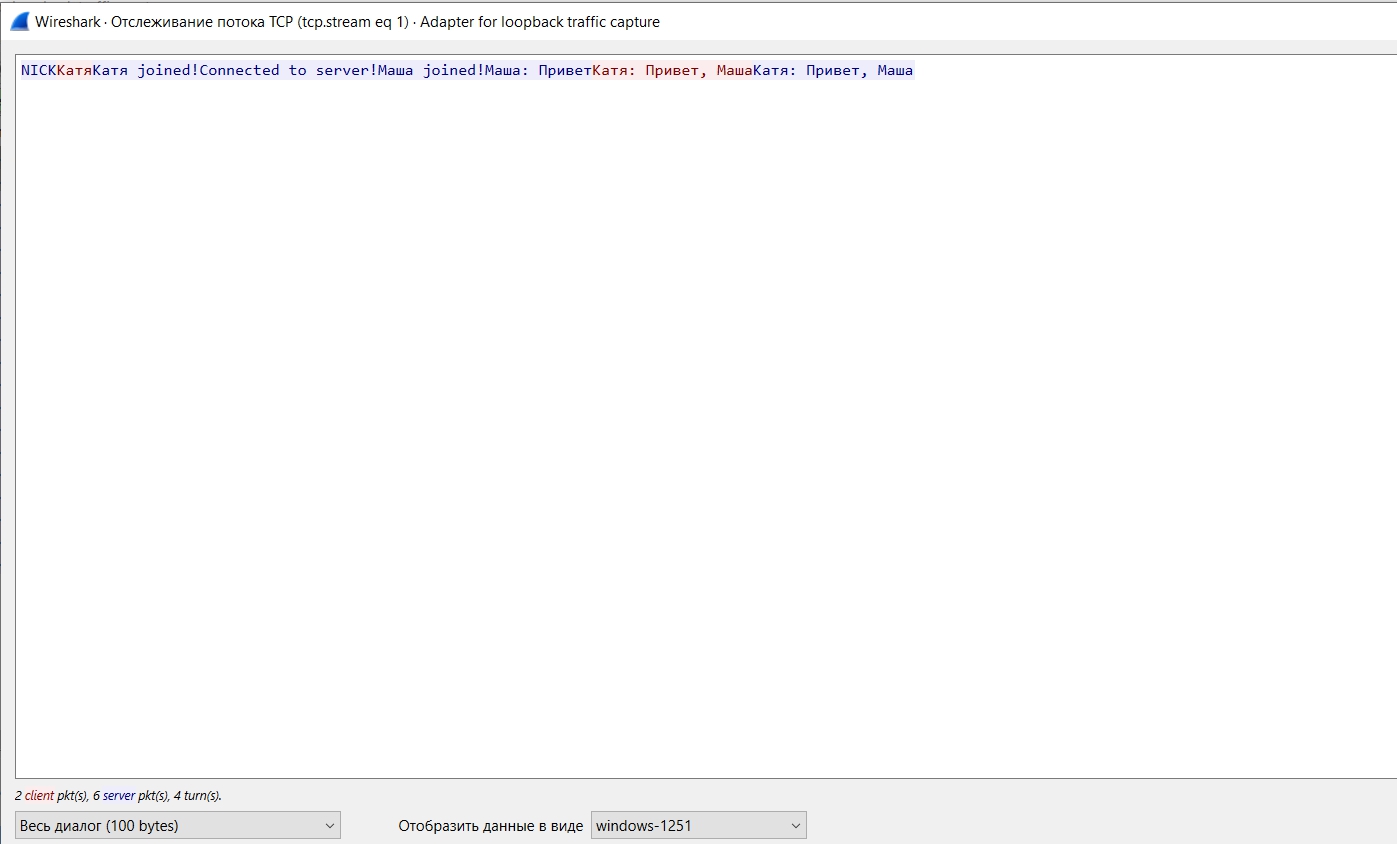 Wireshark · Отслеживание потока TCP (tcp.stream eq 1) · Adapter for loopback traffic capture
NICKКатяКатя joined!Connected to server!Маша joined!Маша: ПриветКатя: Привет, МашаКатя: Привет, Маша
2 client pkt(s), 6 server pkt(s), 4 turn(s).
Весь диалог (100 bytes) Отобразить данные в виде windows-1251